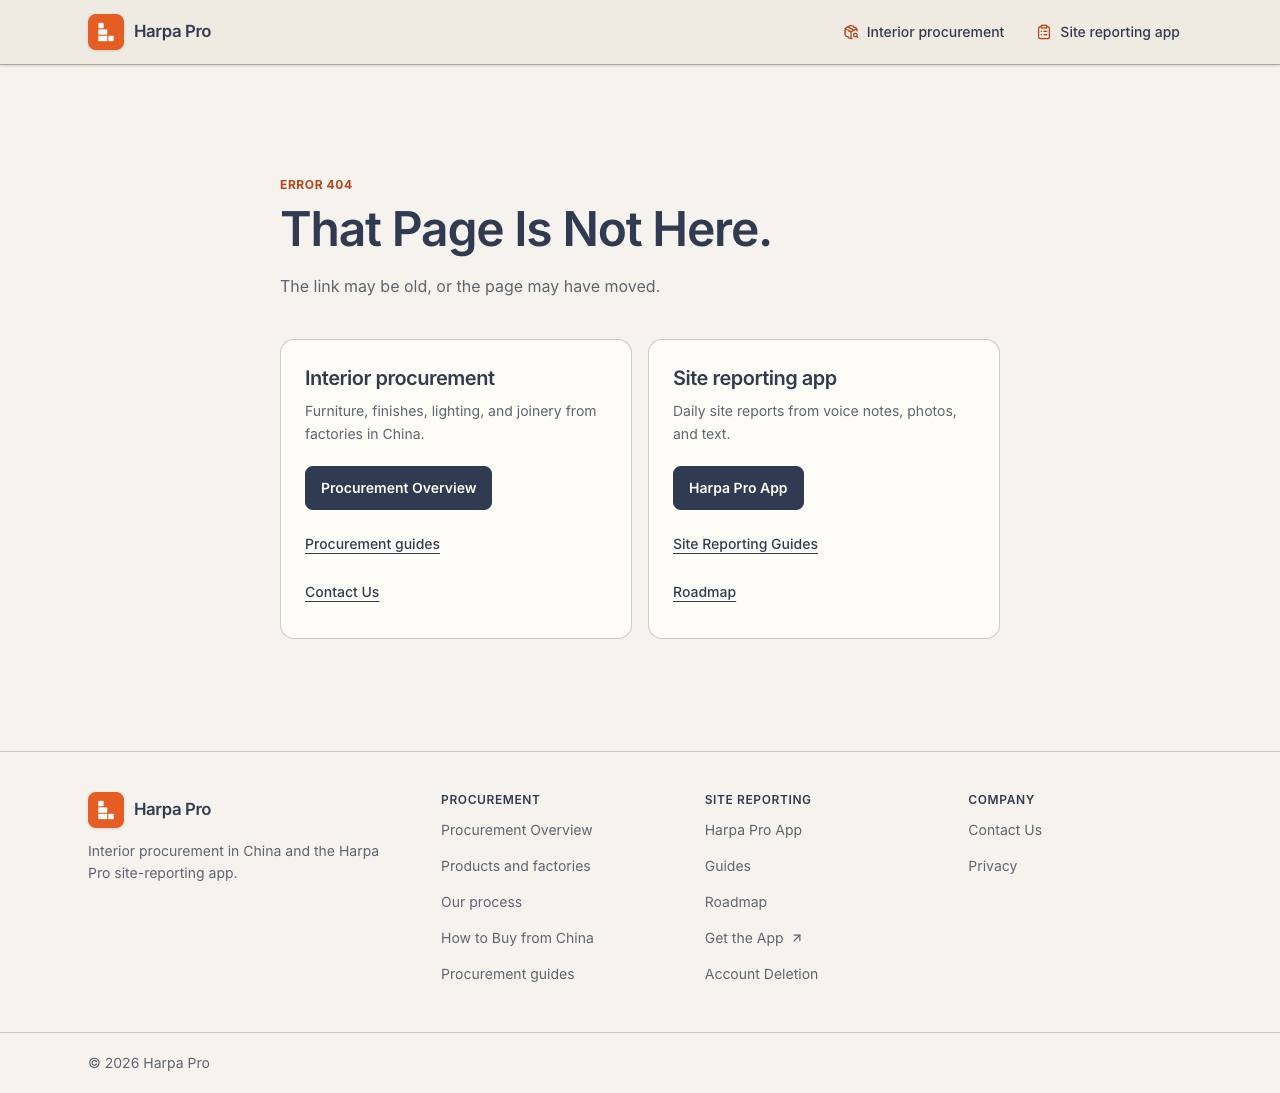 Harpa Pro
Interior procurement
Site reporting app
ERROR 404
That Page Is Not Here.
The link may be old, or the page may have moved.
Interior procurement
Furniture, finishes, lighting, and joinery from
factories in China.
Procurement Overview
Procurement guides
Contact Us
Site reporting app
Daily site reports from voice notes, photos,
and text.
Harpa Pro App
Site Reporting Guides
Roadmap
Harpa Pro
Interior procurement in China and the Harpa
Pro site-reporting app.
PROCUREMENT
Procurement Overview
Products and factories
Our process
How to Buy from China
Procurement guides
SITE REPORTING
Harpa Pro App
Guides
Roadmap
Get the App
Account Deletion
COMPANY
Contact Us
Privacy
© 2026 Harpa Pro